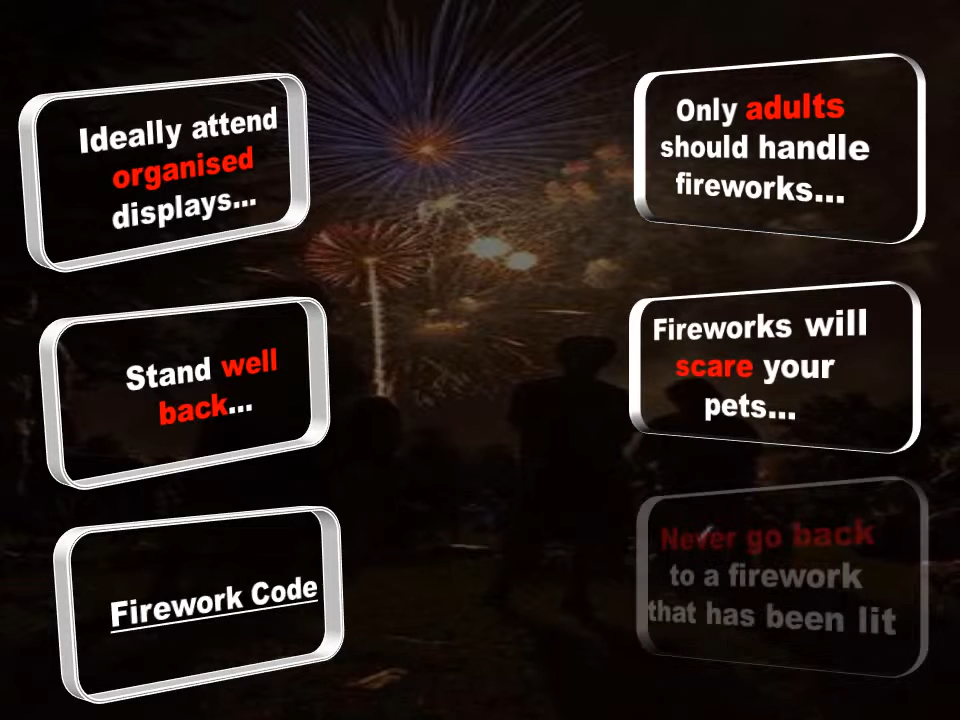 Ideally attend
organised
displays...
Only adults
should handle
fireworks...
Stand well
back...
Fireworks will
scare your
pets...
Firework Code
Never go back
to a firework
that has been lit